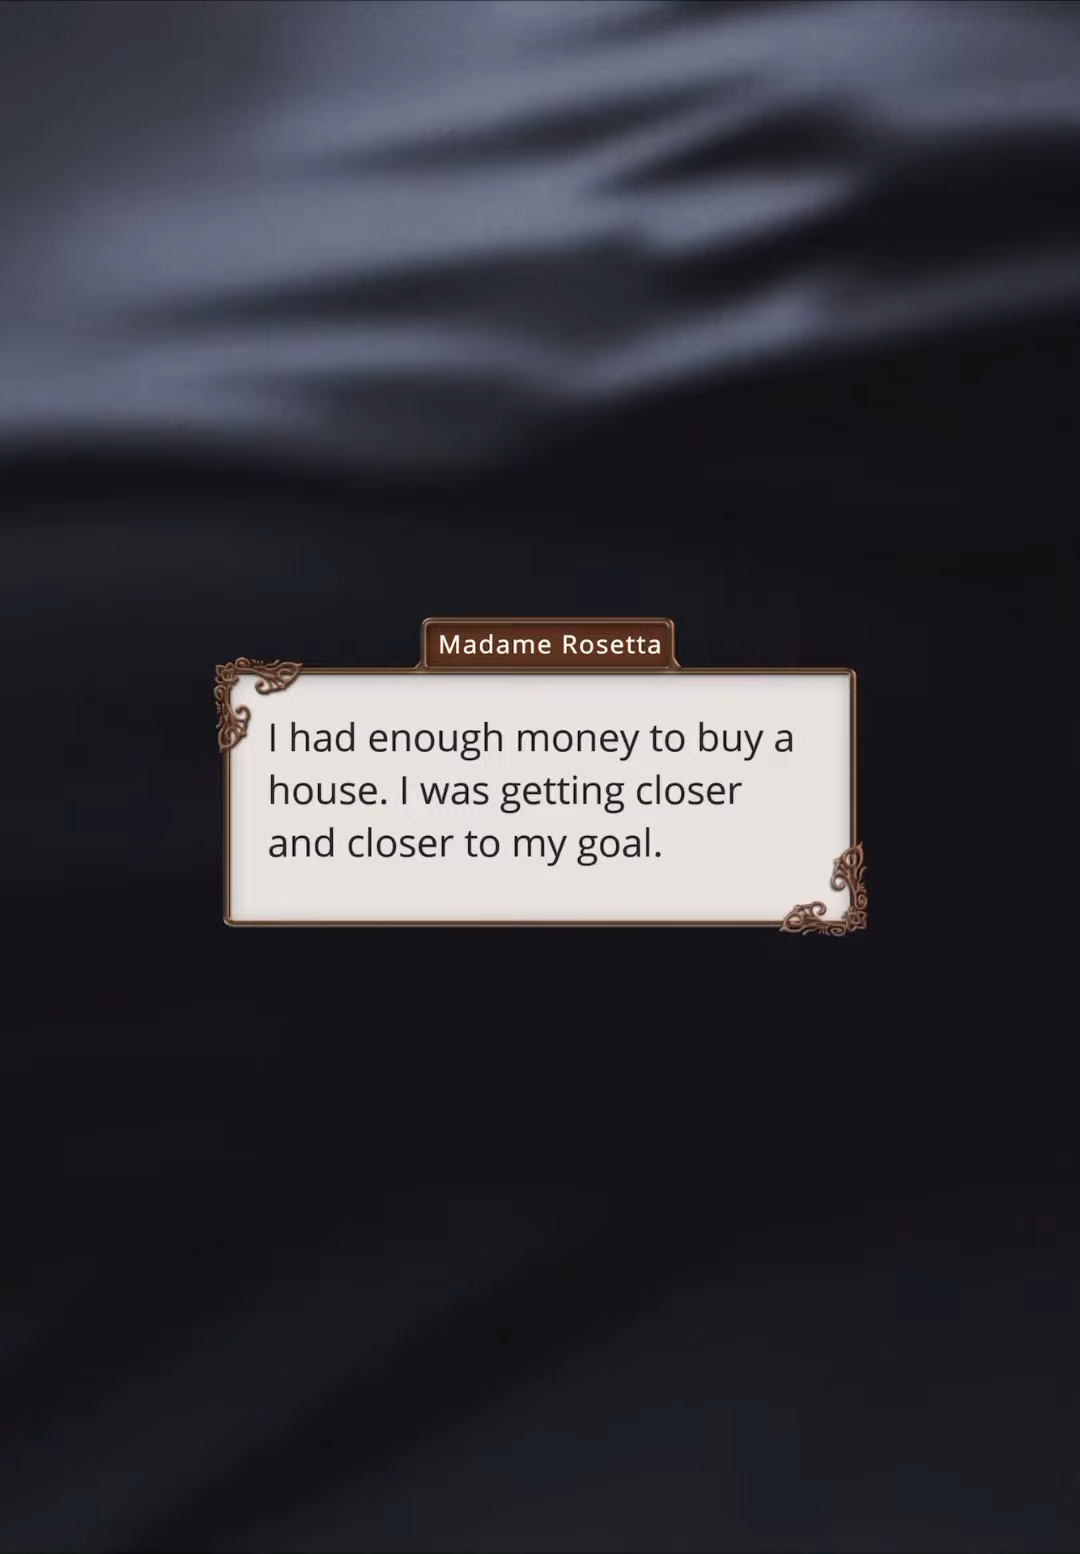 Madame Rosetta
I had enough money to buy a
house. I was getting closer
and closer to my goal.